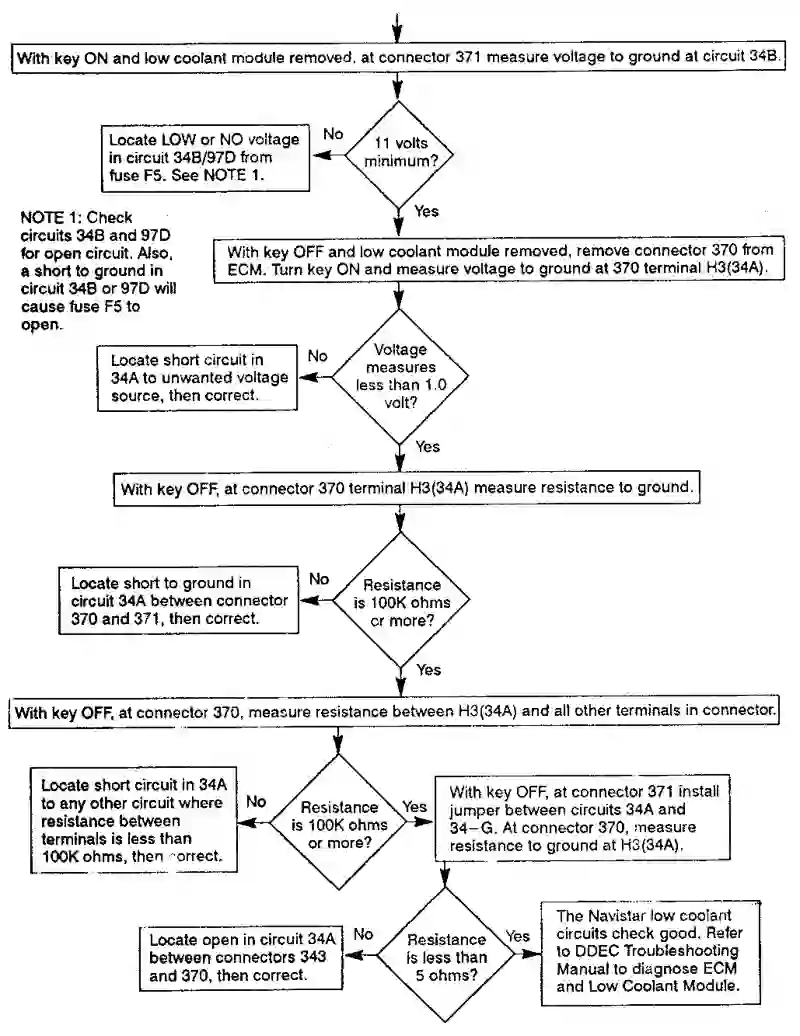 With key ON and low coolant module removed, at connector 371 measure voltage to ground at circuit 34B.
11 volts
minimum?
No
Locate LOW or NO voltage
in circuit 34B/97D from
fuse F5. See NOTE 1.
Yes
NOTE 1: Check
circuits 34B and 97D
for open circuit. Also,
a short to ground in
circuit 34B or 97D will
cause fuse F5 to
open.
With key OFF and low coolant module removed, remove connector 370 from
ECM. Turn key ON and measure voltage to ground at 370 terminal H3(34A).
Voltage
measures
less than 1.0
volt?
No
Locate short circuit in
34A to unwanted voltage
source, then correct.
Yes
With key OFF, at connector 370 terminal H3(34A) measure resistance to ground.
Resistance
is 100K ohms
or more?
No
Locate short to ground in
circuit 34A between connector
370 and 371, then correct.
Yes
With key OFF, at connector 370, measure resistance between H3(34A) and all other terminals in connector.
Resistance
is 100K ohms
or more?
No
Locate short circuit in 34A
to any other circuit where
resistance between
terminals is less than
100K ohms, then correct.
Yes
With key OFF, at connector 371 install
jumper between circuits 34A and
34-G. At connector 370, measure
resistance to ground at H3(34A).
Resistance
is less than
5 ohms?
No
Locate open in circuit 34A
between connectors 343
and 370, then correct.
Yes
The Navistar low coolant
circuits check good. Refer
to DDEC Troubleshooting
Manual to diagnose ECM
and Low Coolant Module.